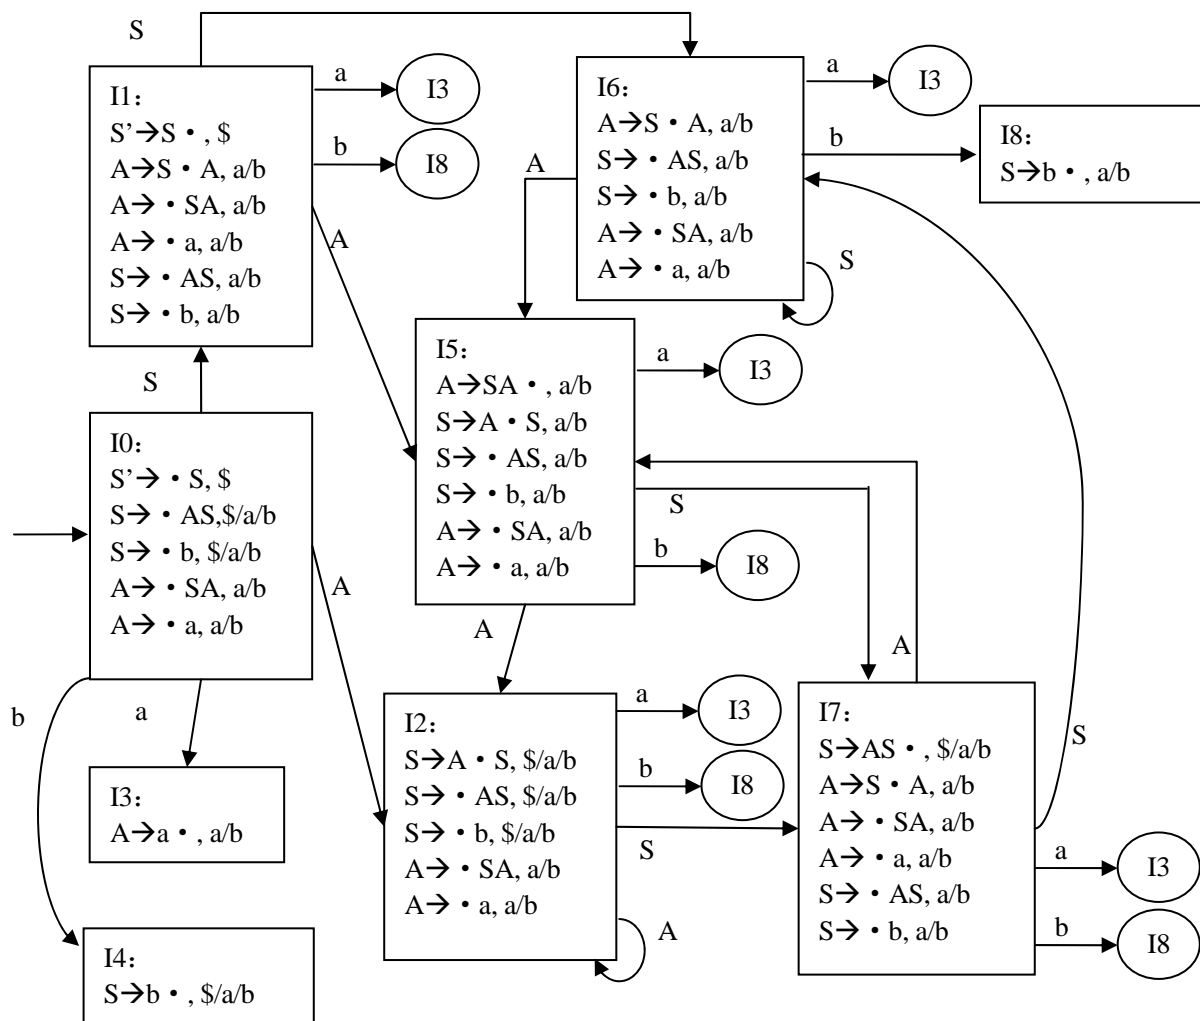 S
I1：
S’→S·, $
A→S·A, a/b
A→·SA, a/b
A→·a, a/b
S→·AS, a/b
S→·b, a/b
a
I3
b
I8
A
S
I6：
A→S·A, a/b
S→·AS, a/b
S→·b, a/b
A→·SA, a/b
A→·a, a/b
a
I3
b
I8：
S→b·, a/b
A
S
I5：
A→SA·, a/b
S→A·S, a/b
S→·AS, a/b
S→·b, a/b
A→·SA, a/b
A→·a, a/b
a
I3
S
b
I8
A
I0：
S’→·S, $
S→·AS,$/a/b
S→·b, $/a/b
A→·SA, a/b
A→·a, a/b
A
b
a
I3：
A→a·, a/b
I4：
S→b·, $/a/b
I2：
S→A·S, $/a/b
S→·AS, $/a/b
S→·b, $/a/b
A→·SA, a/b
A→·a, a/b
a
I3
b
I8
S
A
A
I7：
S→AS·, $/a/b
A→S·A, a/b
A→·SA, a/b
A→·a, a/b
S→·AS, a/b
S→·b, a/b
S
a
I3
b
I8